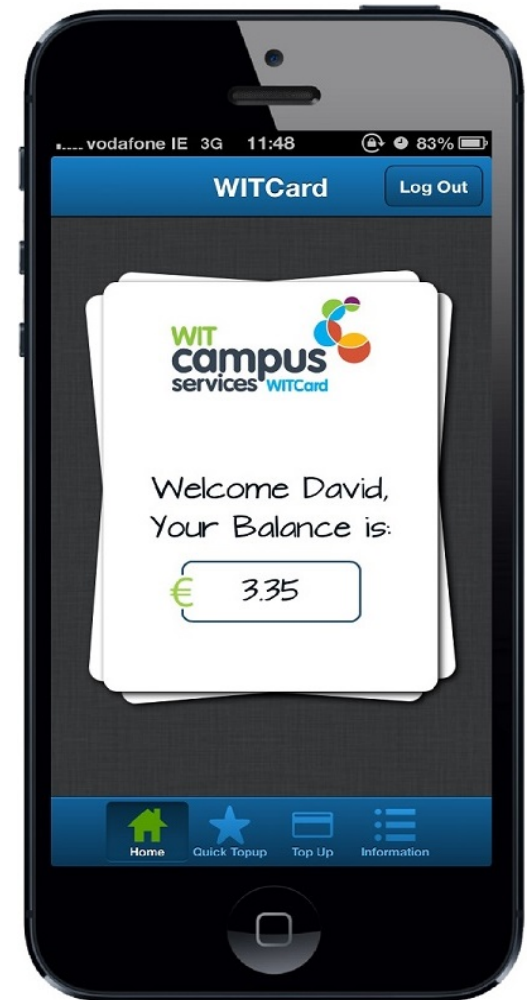 vodafone IE 3G 11:48 83%
WITCard Log Out
WIT
campus
services WITCard
Welcome David,
Your Balance is:
€ 3.35
Home Quick Topup Top Up Information